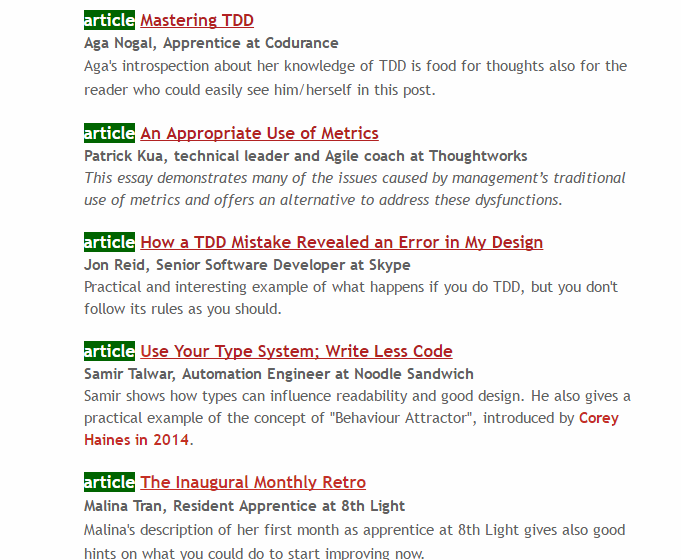 article Mastering TDD
Aga Nogal, Apprentice at Codurance
Aga's introspection about her knowledge of TDD is food for thoughts also for the
reader who could easily see him/herself in this post.
article An Appropriate Use of Metrics
Patrick Kua, technical leader and Agile coach at Thoughtworks
This essay demonstrates many of the issues caused by management’s traditional
use of metrics and offers an alternative to address these dysfunctions.
article How a TDD Mistake Revealed an Error in My Design
Jon Reid, Senior Software Developer at Skype
Practical and interesting example of what happens if you do TDD, but you don't
follow its rules as you should.
article Use Your Type System; Write Less Code
Samir Talwar, Automation Engineer at Noodle Sandwich
Samir shows how types can influence readability and good design. He also gives a
practical example of the concept of "Behaviour Attractor", introduced by Corey
Haines in 2014.
article The Inaugural Monthly Retro
Malina Tran, Resident Apprentice at 8th Light
Malina's description of her first month as apprentice at 8th Light gives also good
hints on what you could do to start improving now.